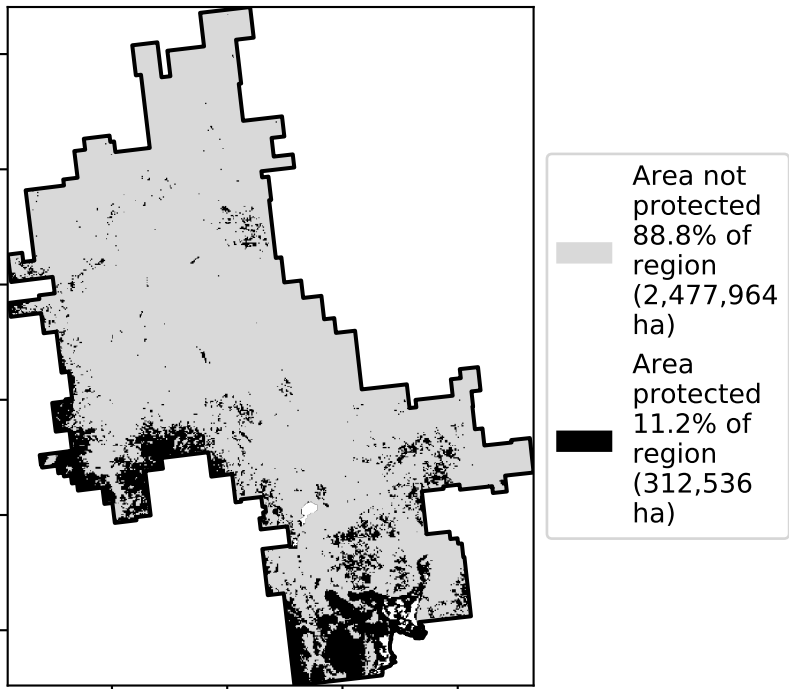 Area not
protected
88.8% of
region
(2,477,964
ha)
Area
protected
11.2% of
region
(312,536
ha)